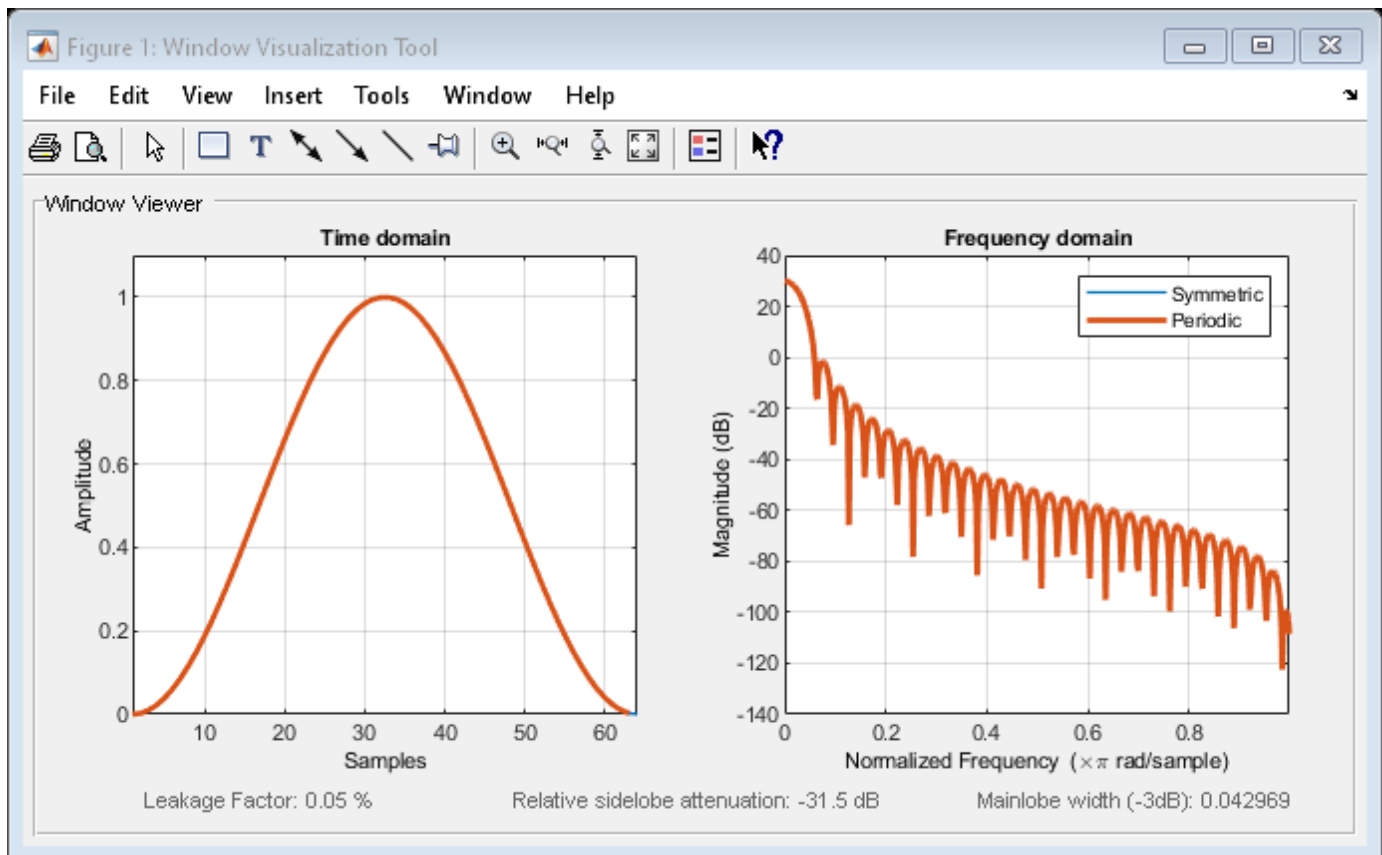 Figure 1: Window Visualization Tool
File Edit View Insert Tools Window Help
T
?
Window Viewer
Time domain
1
0.8
0.6
0.4
0.2
0
Amplitude
10 20 30 40 50 60
Samples
Frequency domain
40
20
0
-20
-40
-60
-80
-100
-120
-140
Magnitude (dB)
Symmetric
Periodic
0 0.2 0.4 0.6 0.8
Normalized Frequency (×π rad/sample)
Leakage Factor: 0.05 % Relative sidelobe attenuation: -31.5 dB Mainlobe width (-3dB): 0.042969